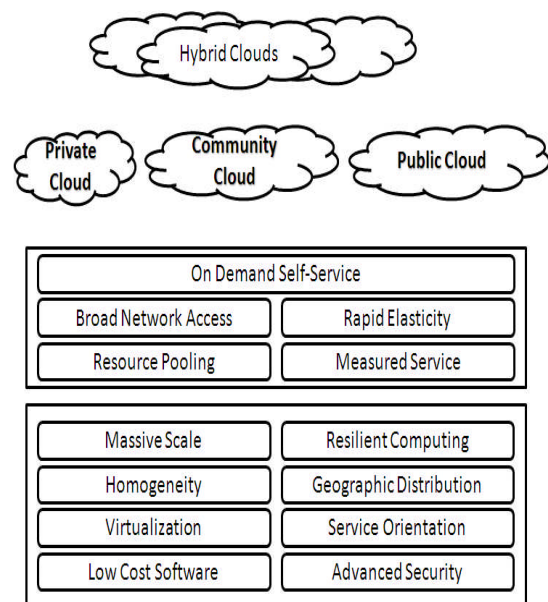 Hybrid Clouds
Private
Cloud
Community
Cloud
Public Cloud
On Demand Self-Service
Broad Network Access
Rapid Elasticity
Resource Pooling
Measured Service
Massive Scale
Resilient Computing
Homogeneity
Geographic Distribution
Virtualization
Service Orientation
Low Cost Software
Advanced Security